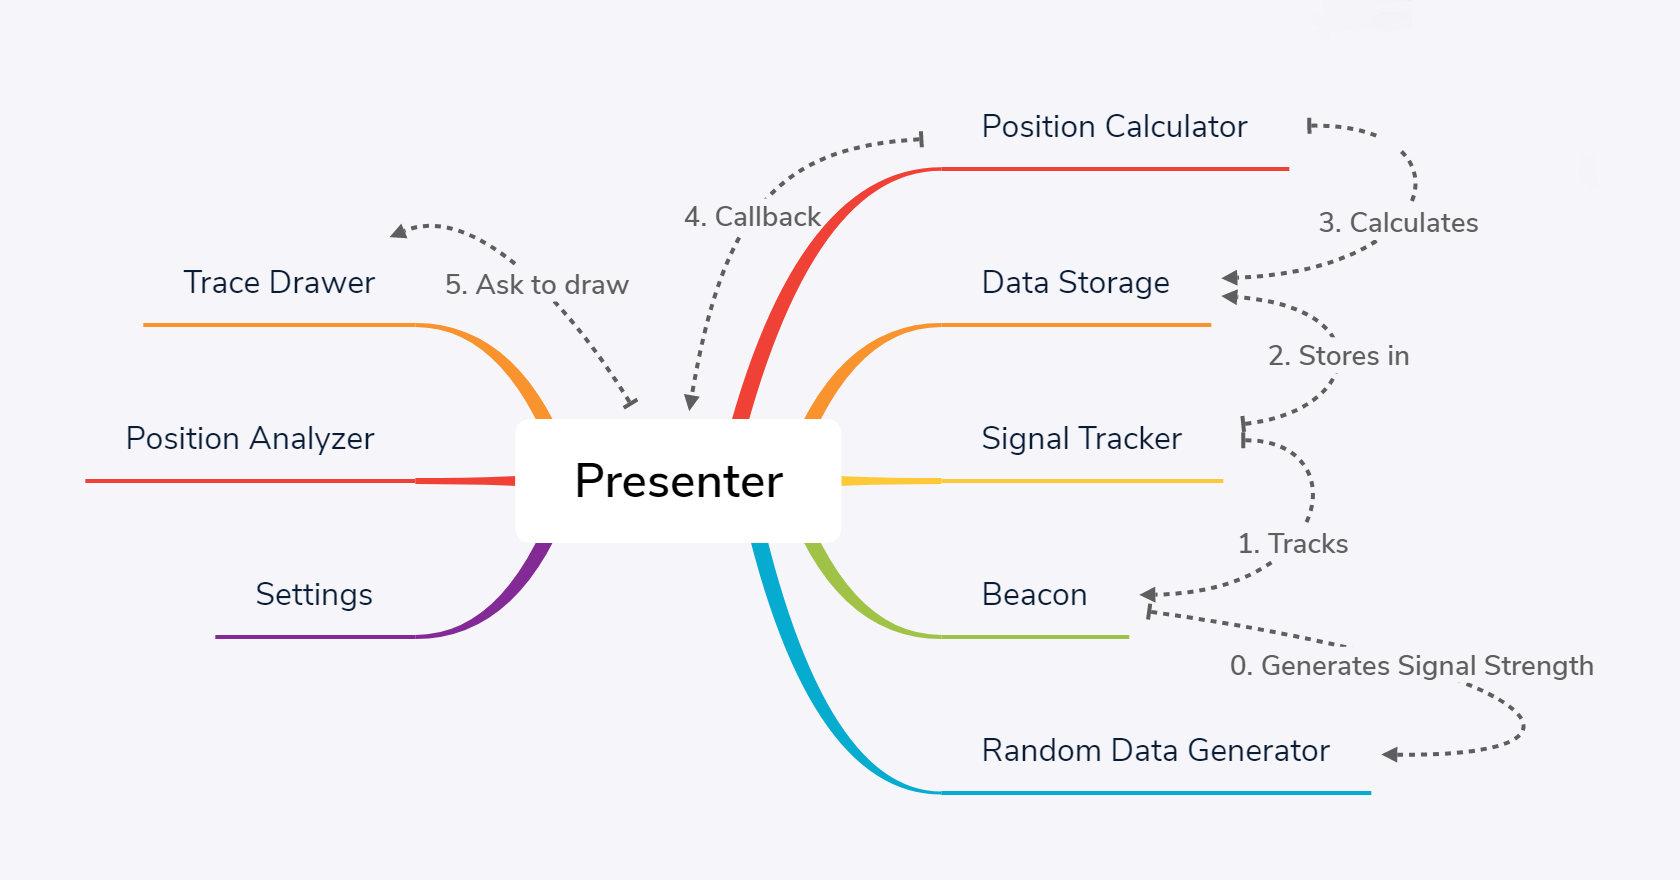 Position Calculator
4. Callback
3. Calculates
Trace Drawer
5. Ask to draw
Data Storage
2. Stores in
Position Analyzer
Presenter
Signal Tracker
1. Tracks
Settings
Beacon
0. Generates Signal Strength
Random Data Generator